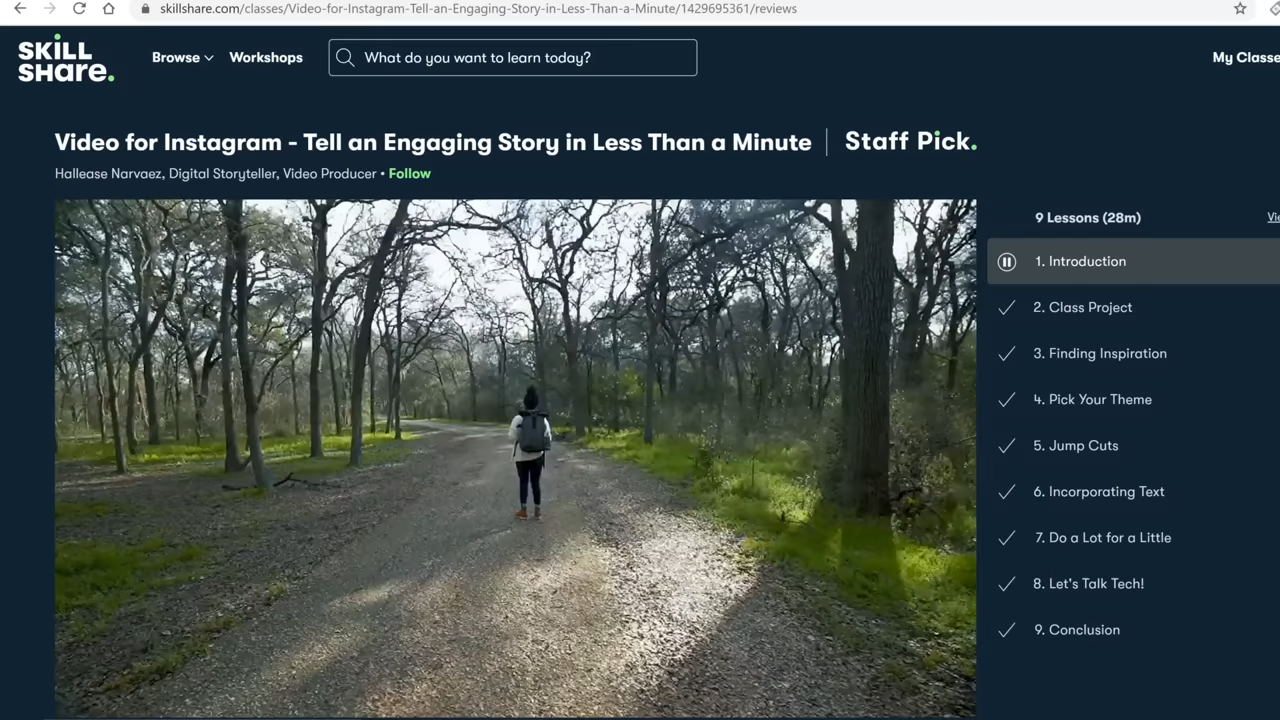 skillshare.com/classes/Video-for-Instagram-Tell-an-Engaging-Story-in-Less-Than-a-Minute/1429695361/reviews
SKILL
SHare.
Browse
Workshops
What do you want to learn today?
My Classe
Video for Instagram - Tell an Engaging Story in Less Than a Minute
Staff Pick.
Hallease Narvaez, Digital Storyteller, Video Producer • Follow
9 Lessons (28m)
Vie
1. Introduction
2. Class Project
3. Finding Inspiration
4. Pick Your Theme
5. Jump Cuts
6. Incorporating Text
7. Do a Lot for a Little
8. Let's Talk Tech!
9. Conclusion